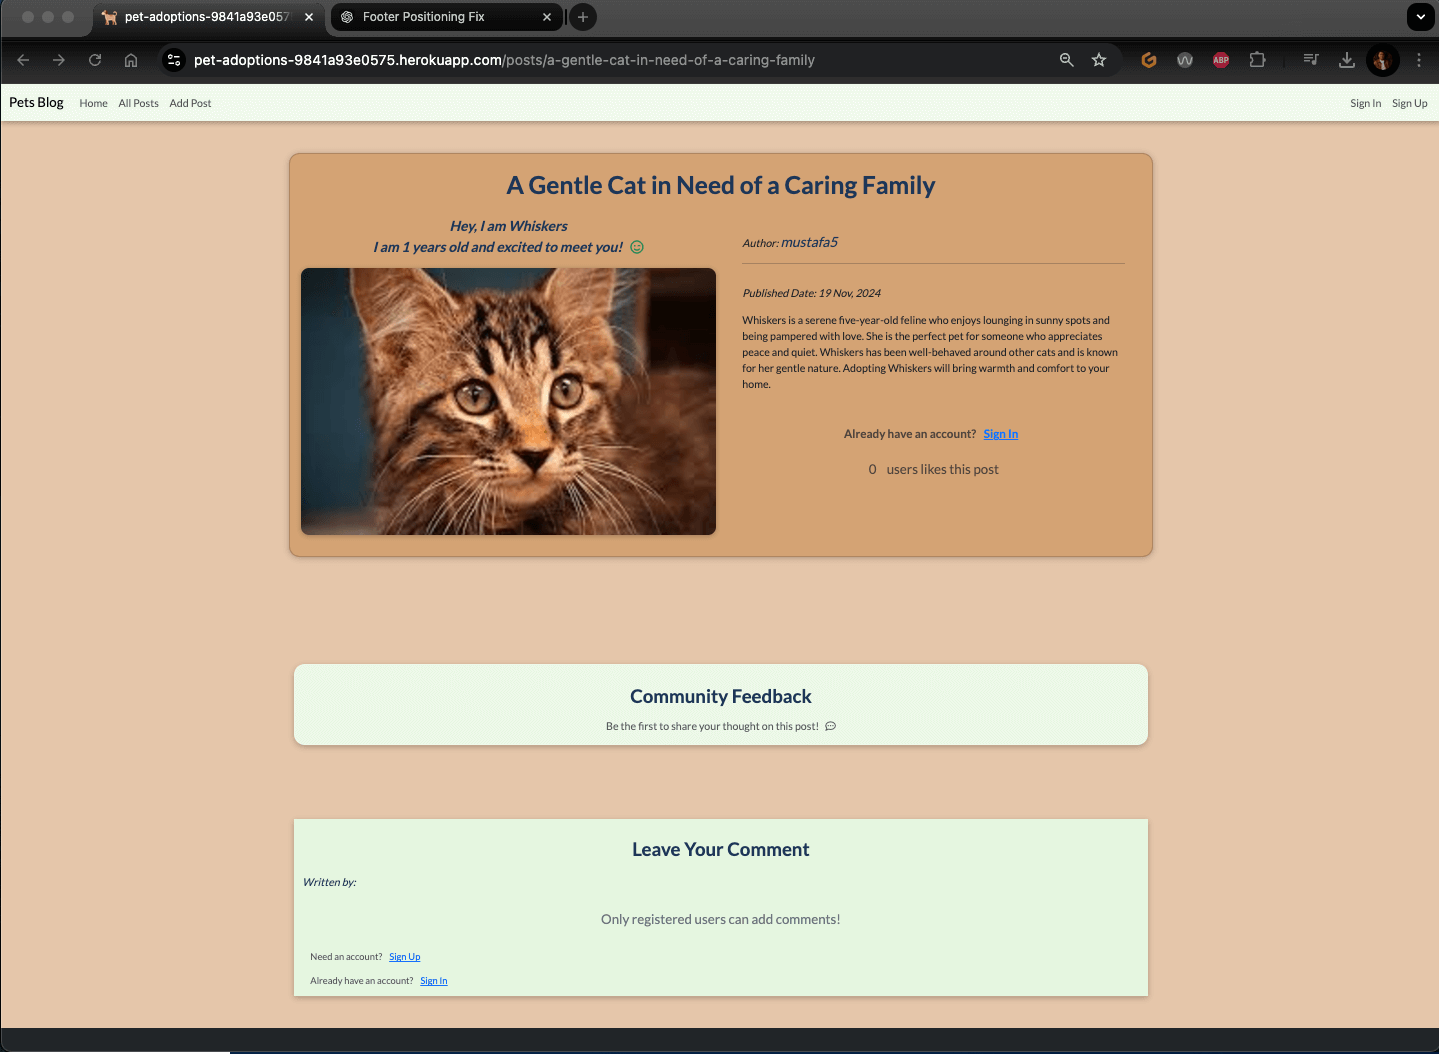 pet-adoptions-9841a93e057
Footer Positioning Fix
pet-adoptions-9841a93e0575.herokuapp.com/posts/a-gentle-cat-in-need-of-a-caring-family
ABP
Pets Blog Home All Posts Add Post Sign In Sign Up
A Gentle Cat in Need of a Caring Family
Hey, I am Whiskers
I am 1 years old and excited to meet you!
Author: mustafa5
Published Date: 19 Nov, 2024
Whiskers is a serene five-year-old feline who enjoys lounging in sunny spots and
being pampered with love. She is the perfect pet for someone who appreciates
peace and quiet. Whiskers has been well-behaved around other cats and is known
for her gentle nature. Adopting Whiskers will bring warmth and comfort to your
home.
Already have an account? Sign In
0 users likes this post
Community Feedback
Be the first to share your thought on this post!
Leave Your Comment
Written by:
Only registered users can add comments!
Need an account? Sign Up
Already have an account? Sign In